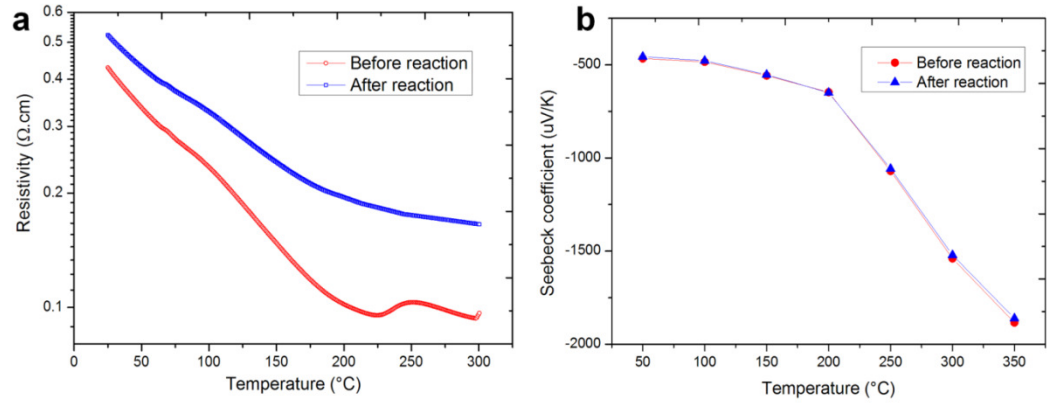 a
0.6
0.5
0.4
0.3
0.2
0.1
Resistivity (Ω.cm)
Before reaction
After reaction
0 50 100 150 200 250 300
Temperature (°C)
b
-500
-1000
-1500
-2000
Seebeck coefficient (uV/K)
Before reaction
After reaction
50 100 150 200 250 300 350
Temperature (°C)